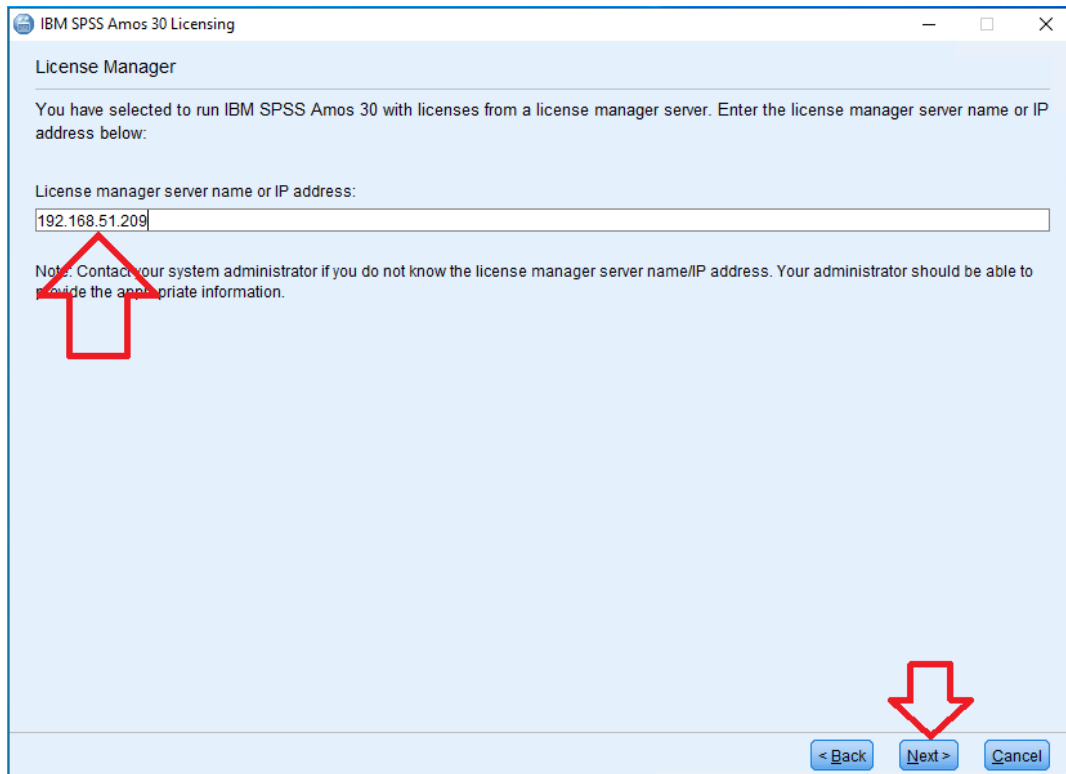 IBM SPSS Amos 30 Licensing
License Manager
You have selected to run IBM SPSS Amos 30 with licenses from a license manager server. Enter the license manager server name or IP
address below:
License manager server name or IP address:
192.168.51.209
Note: Contact your system administrator if you do not know the license manager server name/IP address. Your administrator should be able to
provide the appropriate information.
< Back Next > Cancel